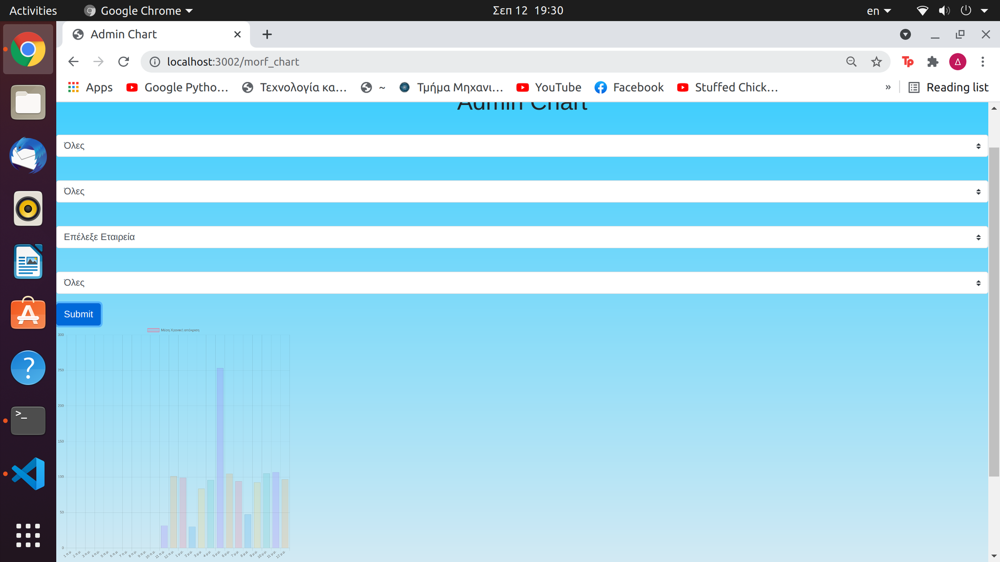 Activities
Google Chrome
Σεπ 12 19:30
en
Admin Chart
localhost:3002/morf_chart
Tp
Δ
Apps
Google Pytho…
Τεχνολογία κα…
~
Τμήμα Μηχανι…
YouTube
Facebook
Stuffed Chick…
»
Reading list
Admin Chart
Όλες
Όλες
Επέλεξε Εταιρεία
Όλες
Submit
Μέση Χρονική απόκριση
300
250
200
150
100
50
0
1 π.μ. 2 π.μ. 3 π.μ. 4 π.μ. 5 π.μ. 6 π.μ. 7 π.μ. 8 π.μ. 9 π.μ. 10 π.μ. 11 π.μ. 12 π.μ. 1 μ.μ. 2 μ.μ. 3 μ.μ. 4 μ.μ. 5 μ.μ. 6 μ.μ. 7 μ.μ. 8 μ.μ. 9 μ.μ. 10 μ.μ. 11 μ.μ. 12 μ.μ.